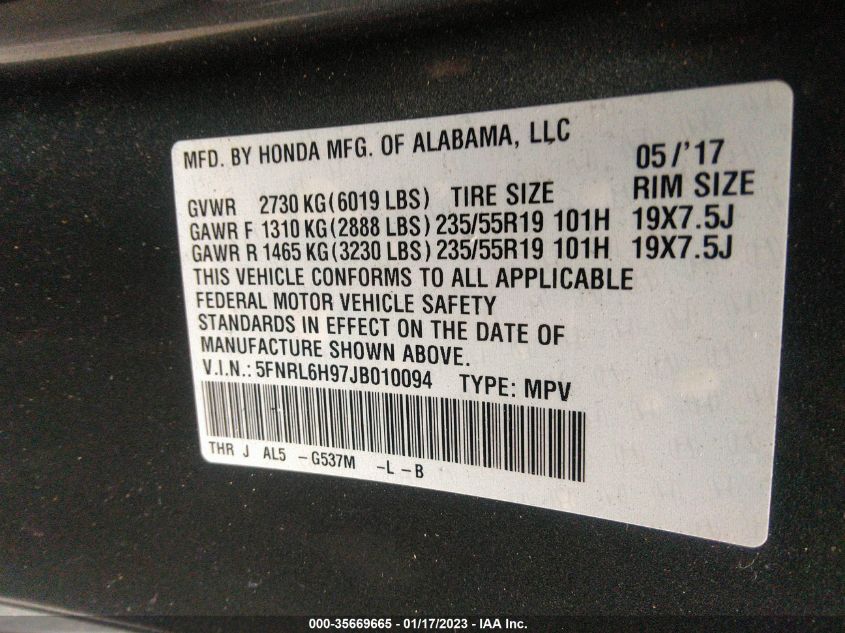 MFD. BY HONDA MFG. OF ALABAMA, LLC 05/'17
GVWR 2730 KG(6019 LBS) TIRE SIZE RIM SIZE
GAWR F 1310 KG(2888 LBS) 235/55R19 101H 19X7.5J
GAWR R 1465 KG(3230 LBS) 235/55R19 101H 19X7.5J
THIS VEHICLE CONFORMS TO ALL APPLICABLE
FEDERAL MOTOR VEHICLE SAFETY
STANDARDS IN EFFECT ON THE DATE OF
MANUFACTURE SHOWN ABOVE.
V.I.N.: 5FNRL6H97JB010094 TYPE: MPV
THR J AL5 -G537M -L-B
000-35669665 - 01/17/2023 - IAA Inc.